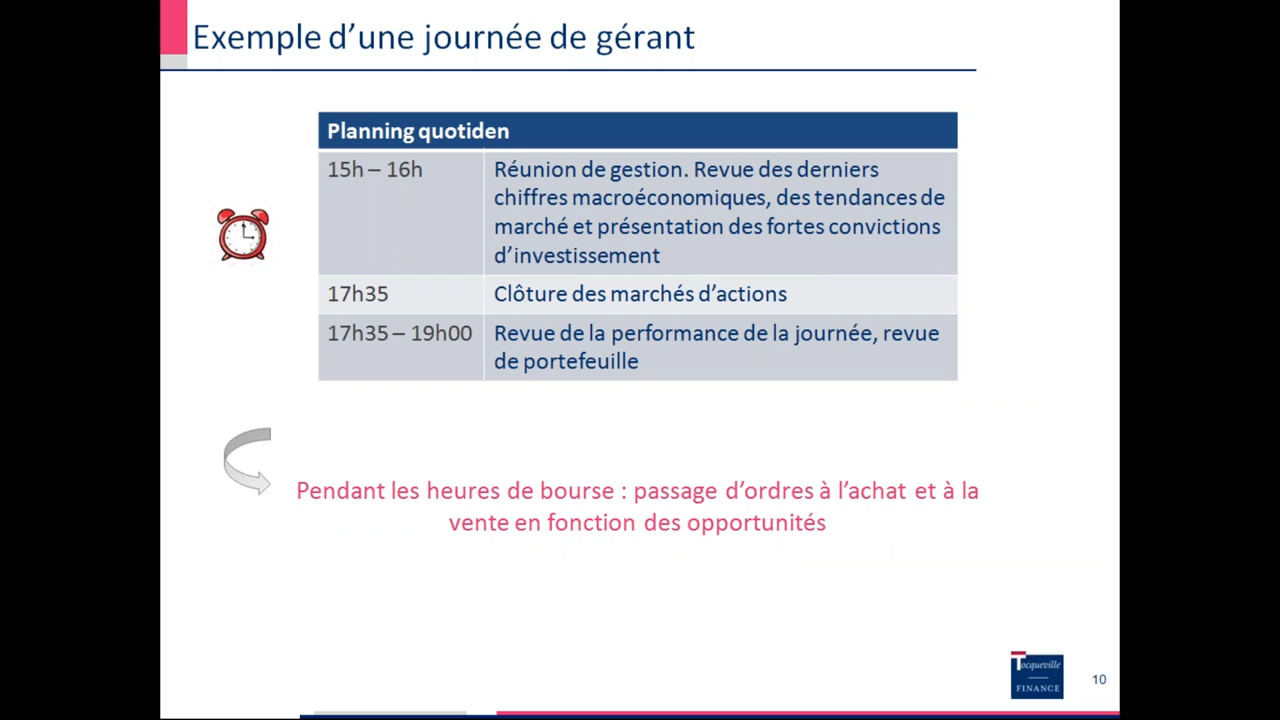 Exemple d’une journée de gérant
Planning quotiden
15h – 16h
Réunion de gestion. Revue des derniers
chiffres macroéconomiques, des tendances de
marché et présentation des fortes convictions
d’investissement
17h35
Clôture des marchés d’actions
17h35 – 19h00
Revue de la performance de la journée, revue
de portefeuille
Pendant les heures de bourse : passage d’ordres à l’achat et à la
vente en fonction des opportunités
Tocqueville
FINANCE
10